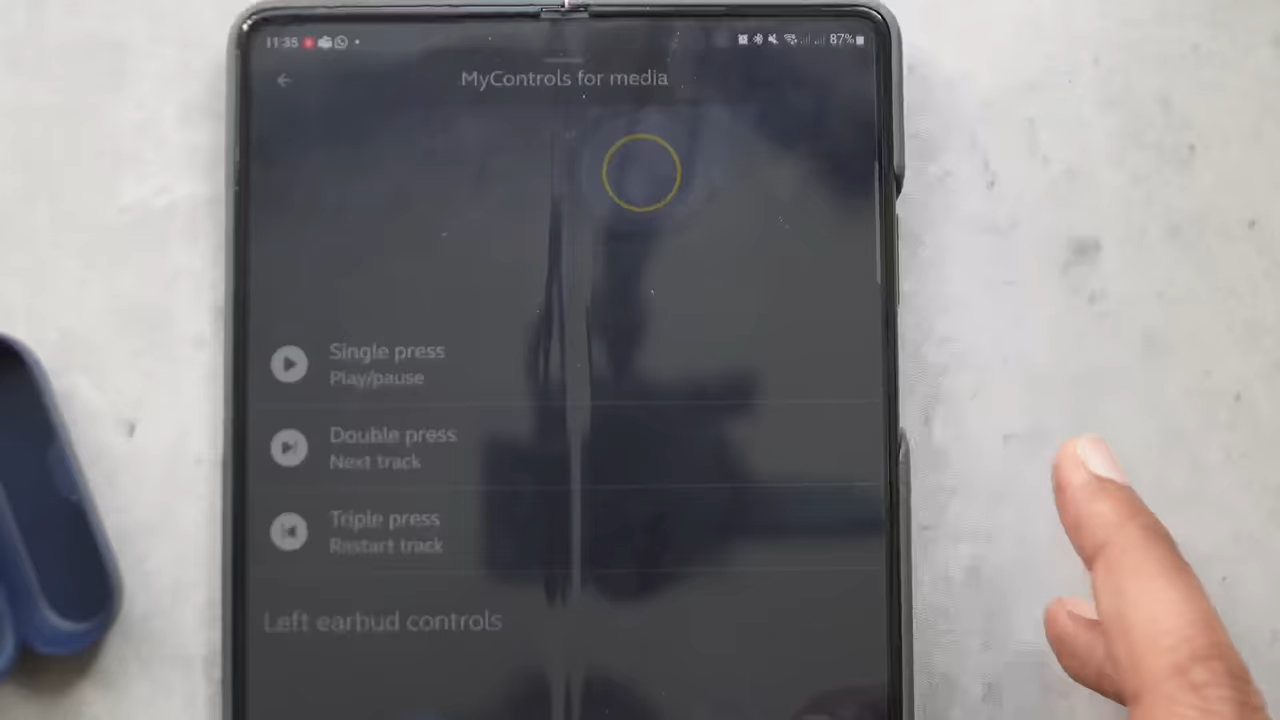 11:35
87%
MyControls for media
Single press
Play/pause
Double press
Next track
Triple press
Restart track
Left earbud controls